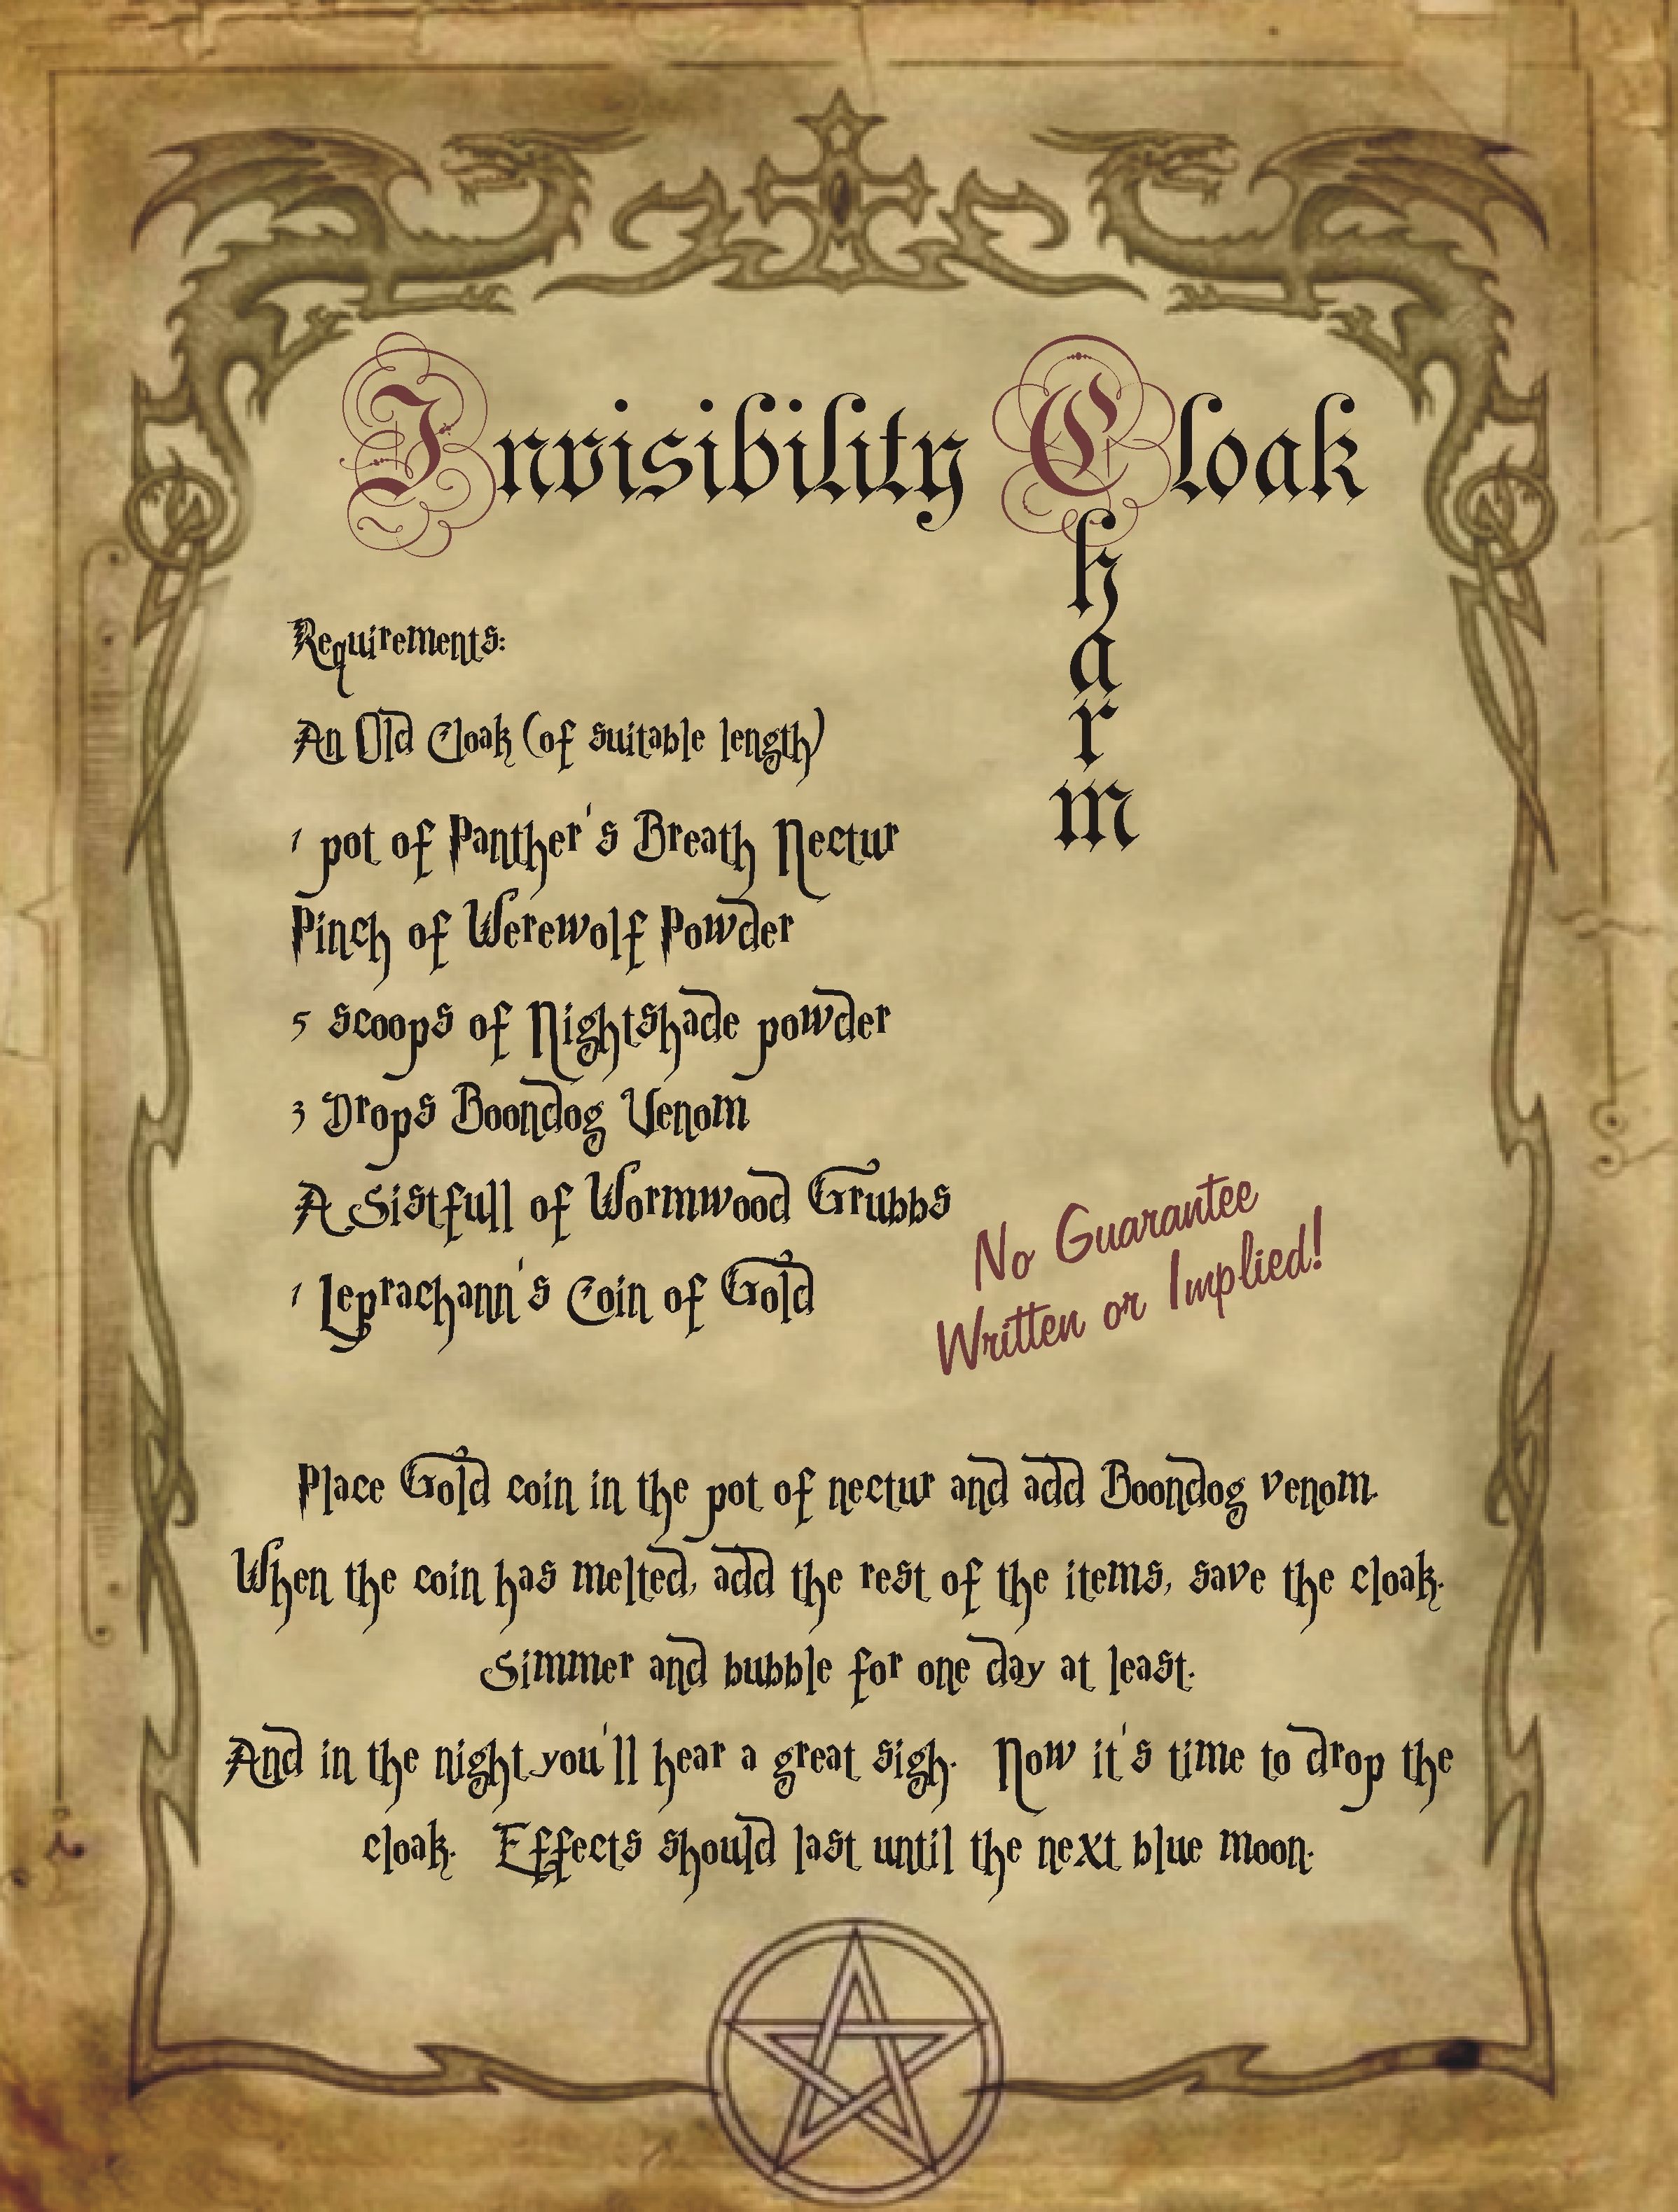 Invisibility Cloak
Charm
Requirements:
An Old Cloak (of suitable length)
1 pot of Panther's Breath Nectur
Pinch of Werewolf Powder
5 scoops of Nightshade powder
3 Drops Boondog Venom
A Sistfull of Wormwood Grubbs
1 Leprachann's Coin of Gold
No Guarantee
Written or Implied!
Place Gold coin in the pot of nectur and add Boondog venom.
When the coin has melted, add the rest of the items, save the cloak.
Simmer and bubble for one day at least.
And in the night you'll hear a great sigh. Now it's time to drop the
cloak. Effects should last until the next blue moon.